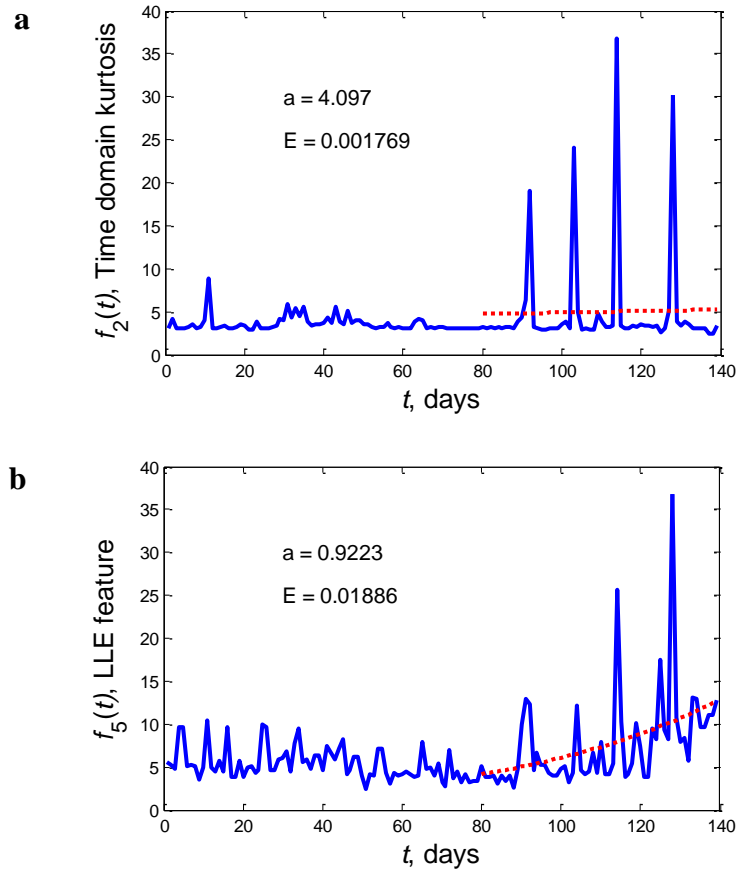 a
f2(t), Time domain kurtosis
40
35
30
25
20
15
10
5
0
a = 4.097
E = 0.001769
0 20 40 60 80 100 120 140
t, days
b
f5(t), LLE feature
40
35
30
25
20
15
10
5
0
a = 0.9223
E = 0.01886
0 20 40 60 80 100 120 140
t, days